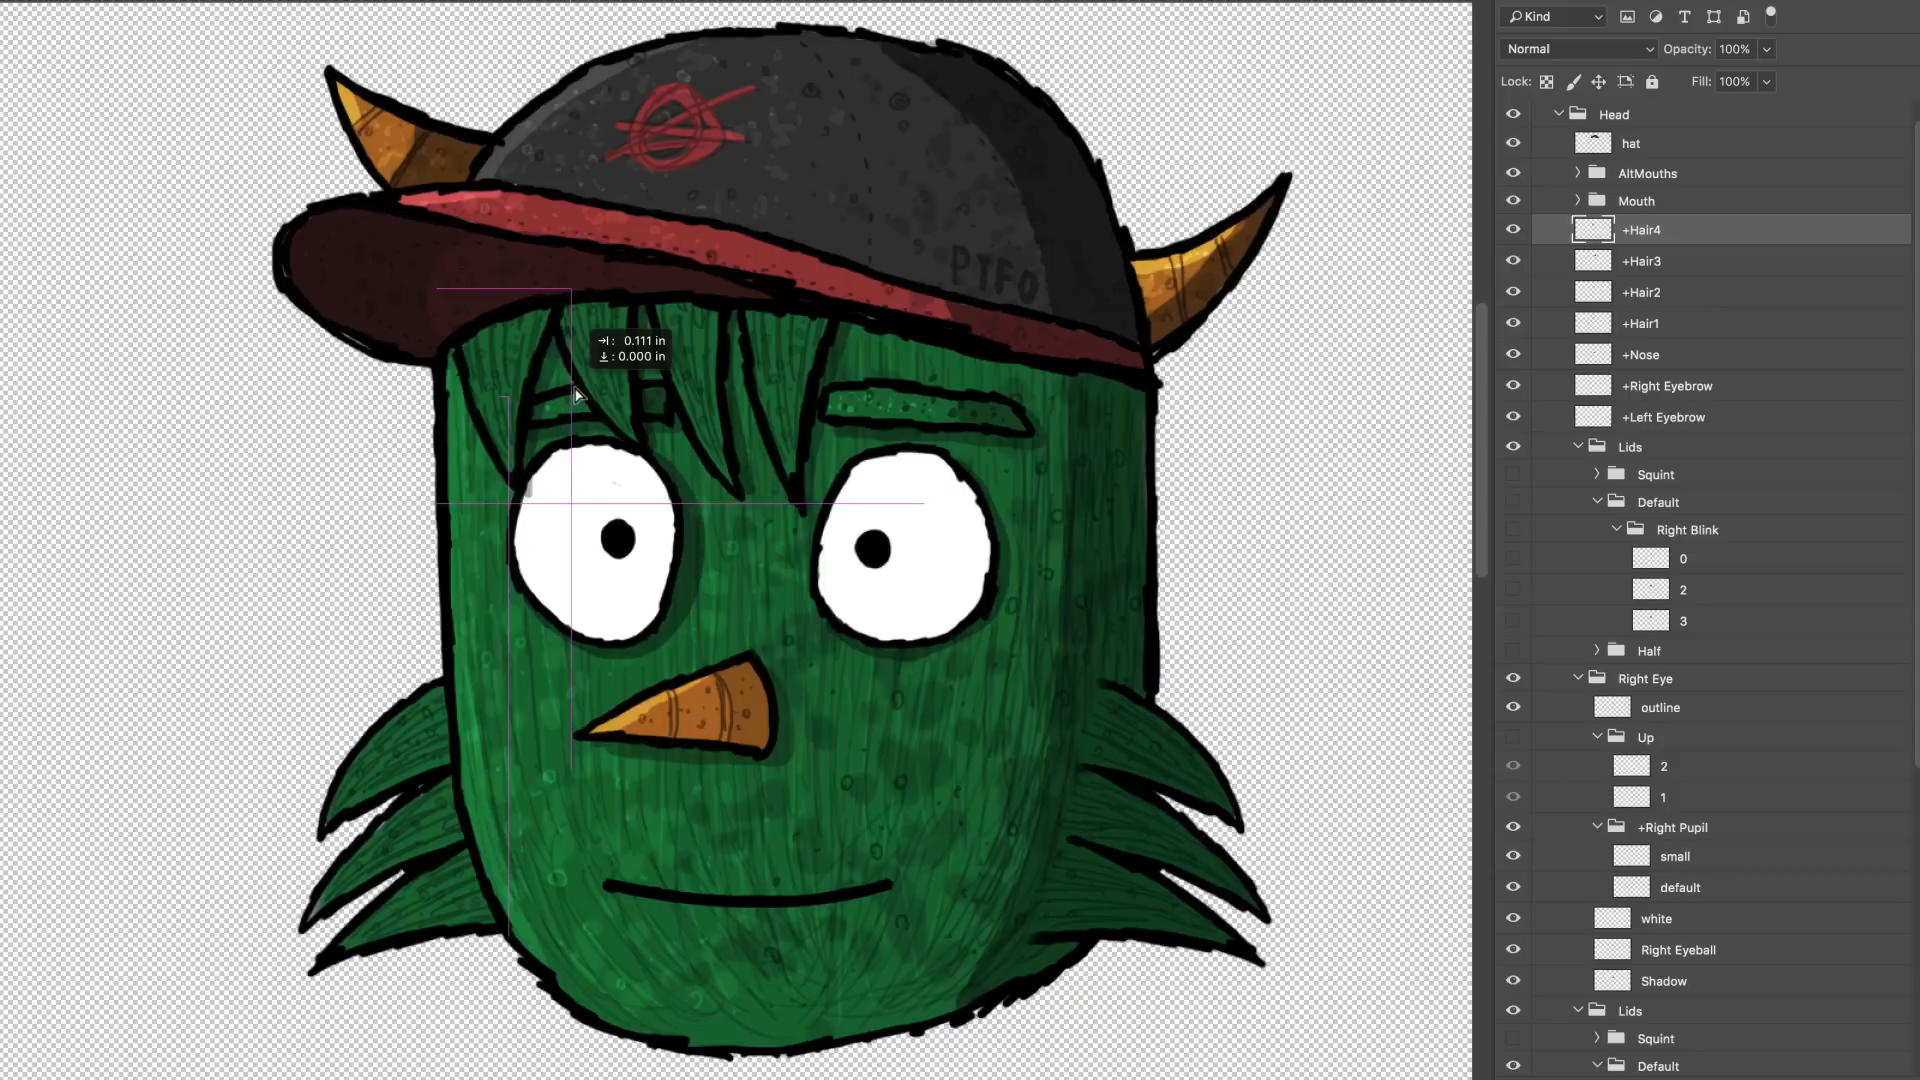 Kind
Normal
Opacity: 100%
Lock:
Fill: 100%
Head
hat
AltMouths
Mouth
+Hair4
+Hair3
+Hair2
+Hair1
+Nose
+Right Eyebrow
+Left Eyebrow
Lids
Squint
Default
Right Blink
0
2
3
Half
Right Eye
outline
Up
2
1
+Right Pupil
small
default
white
Right Eyeball
Shadow
Lids
Squint
Default
PTFO
0.111 in
0.000 in